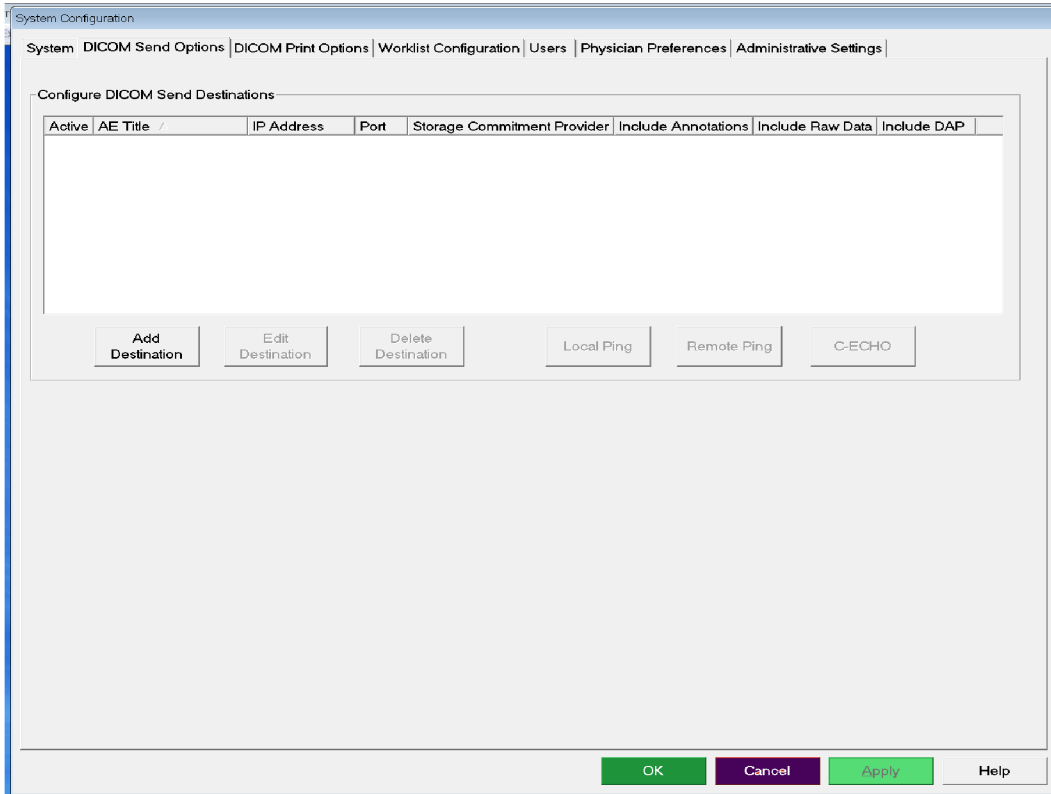 System Configuration
System DICOM Send Options DICOM Print Options Worklist Configuration Users Physician Preferences Administrative Settings
Configure DICOM Send Destinations
Active AE Title IP Address Port Storage Commitment Provider Include Annotations Include Raw Data Include DAP
Add Destination
Edit Destination
Delete Destination
Local Ping
Remote Ping
C-ECHO
OK Cancel Apply Help